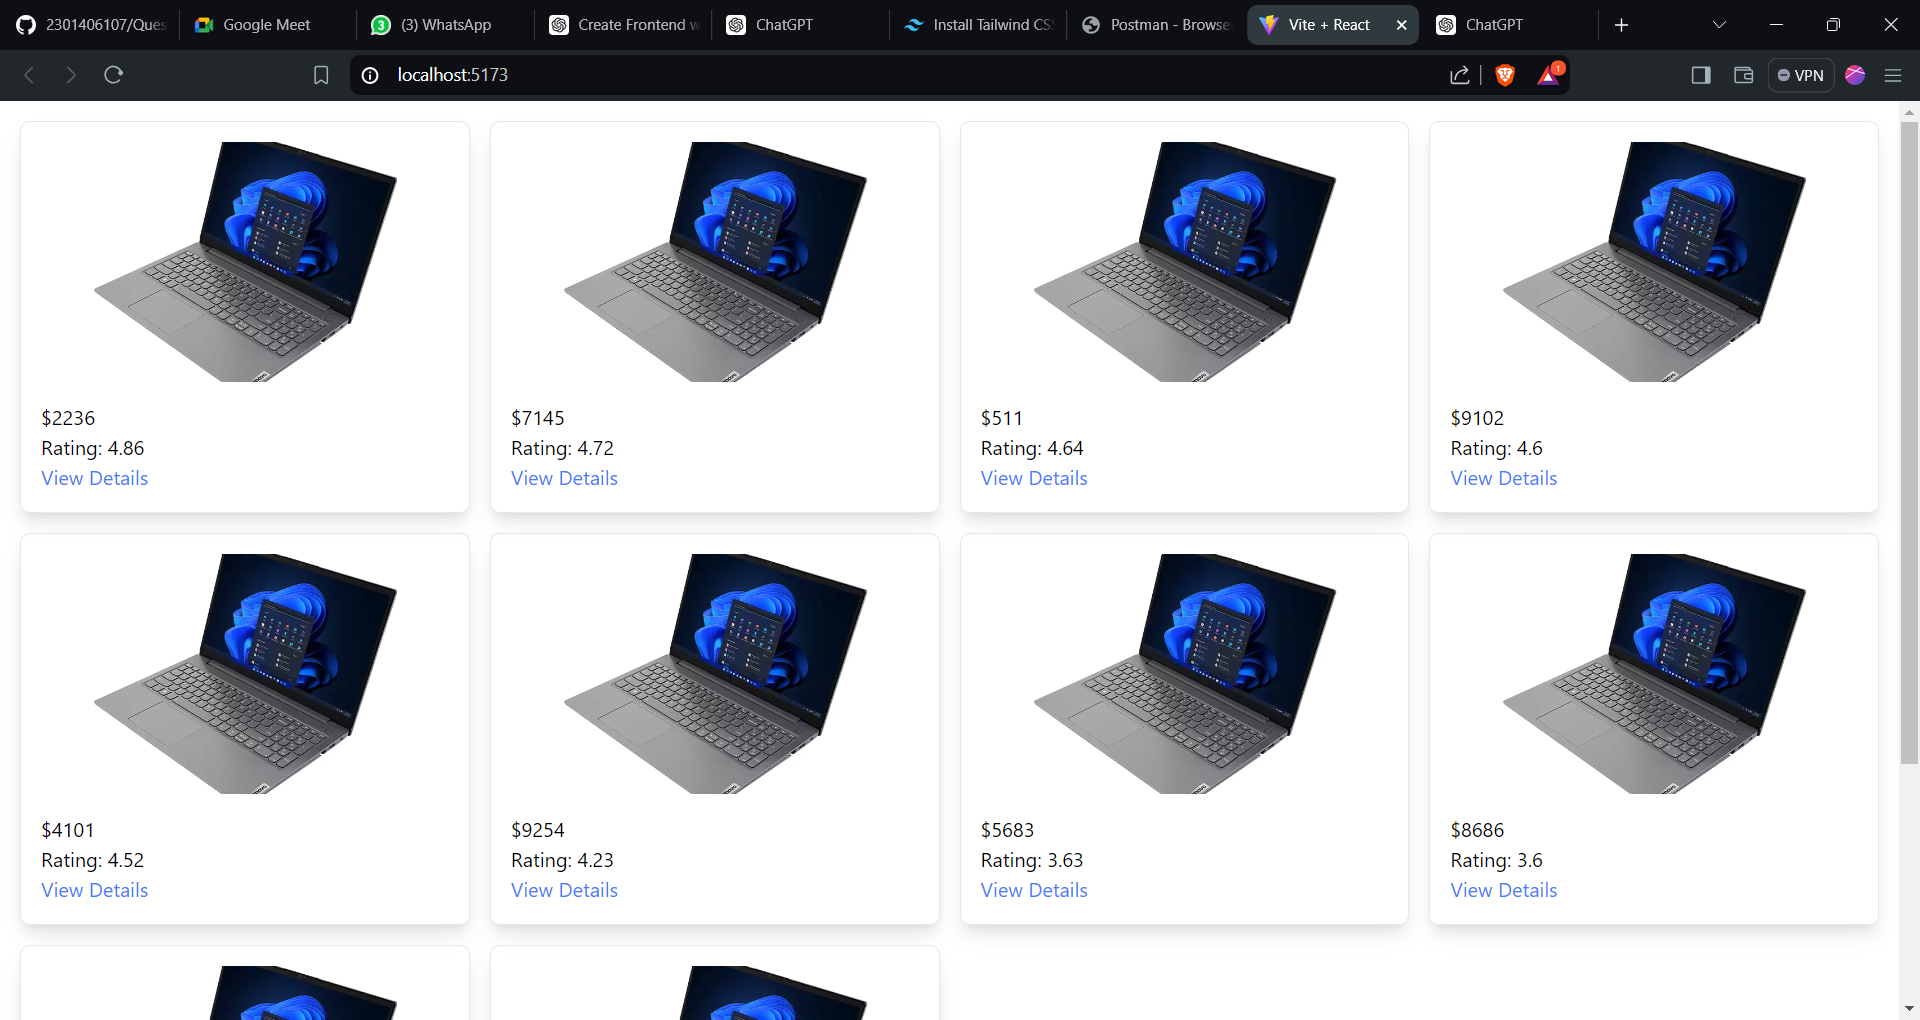 2301406107/Ques
Google Meet
3
(3) WhatsApp
Create Frontend w
ChatGPT
Install Tailwind CSS
Postman - Browse
Vite + React
ChatGPT
localhost:5173
1
VPN
$2236
Rating: 4.86
View Details
$7145
Rating: 4.72
View Details
$511
Rating: 4.64
View Details
$9102
Rating: 4.6
View Details
$4101
Rating: 4.52
View Details
$9254
Rating: 4.23
View Details
$5683
Rating: 3.63
View Details
$8686
Rating: 3.6
View Details